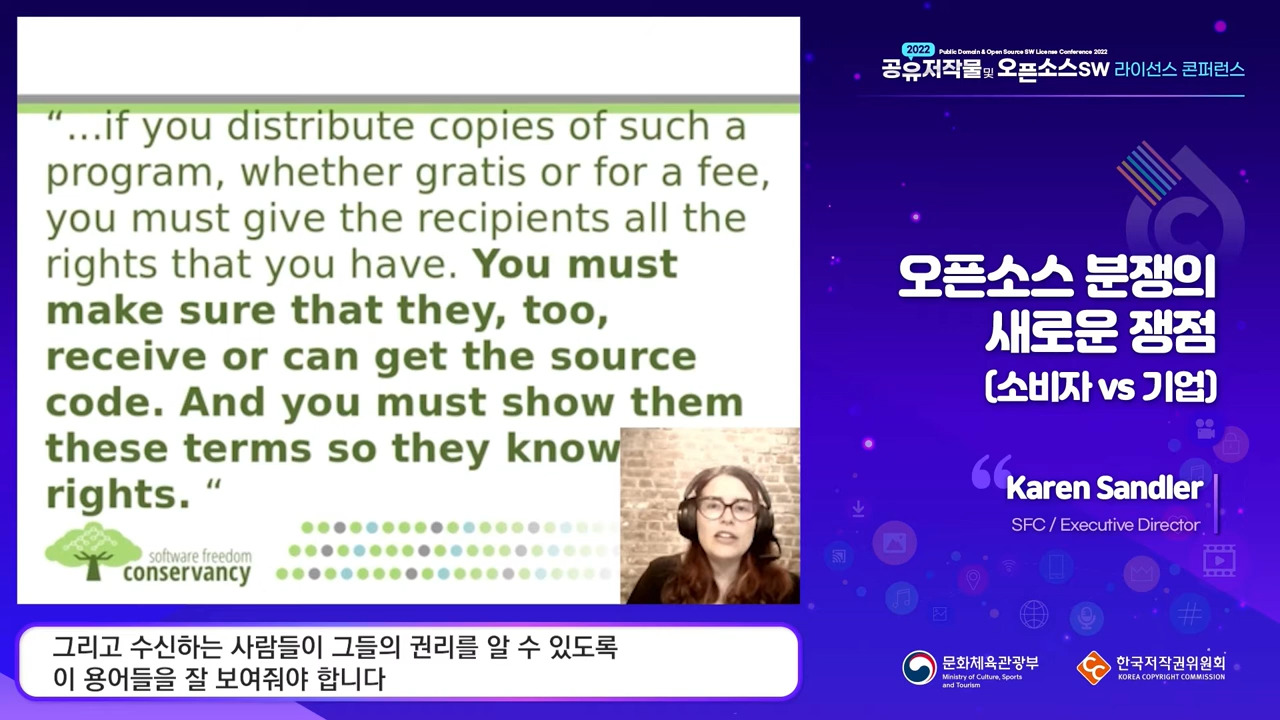 “...if you distribute copies of such a
program, whether gratis or for a fee,
you must give the recipients all the
rights that you have. You must
make sure that they, too,
receive or can get the source
code. And you must show them
these terms so they know
rights. “
software freedom
conservancy
그리고 수신하는 사람들이 그들의 권리를 알 수 있도록
이 용어들을 잘 보여줘야 합니다
2022 Public Domain & Open Source SW License Conference 2022
공유저작물 및 오픈소스SW 라이선스 콘퍼런스
오픈소스 분쟁의
새로운 쟁점
(소비자 vs 기업)
“
Karen Sandler
SFC / Executive Director
문화체육관광부
Ministry of Culture, Sports
and Tourism
한국저작권위원회
KOREA COPYRIGHT COMMISSION